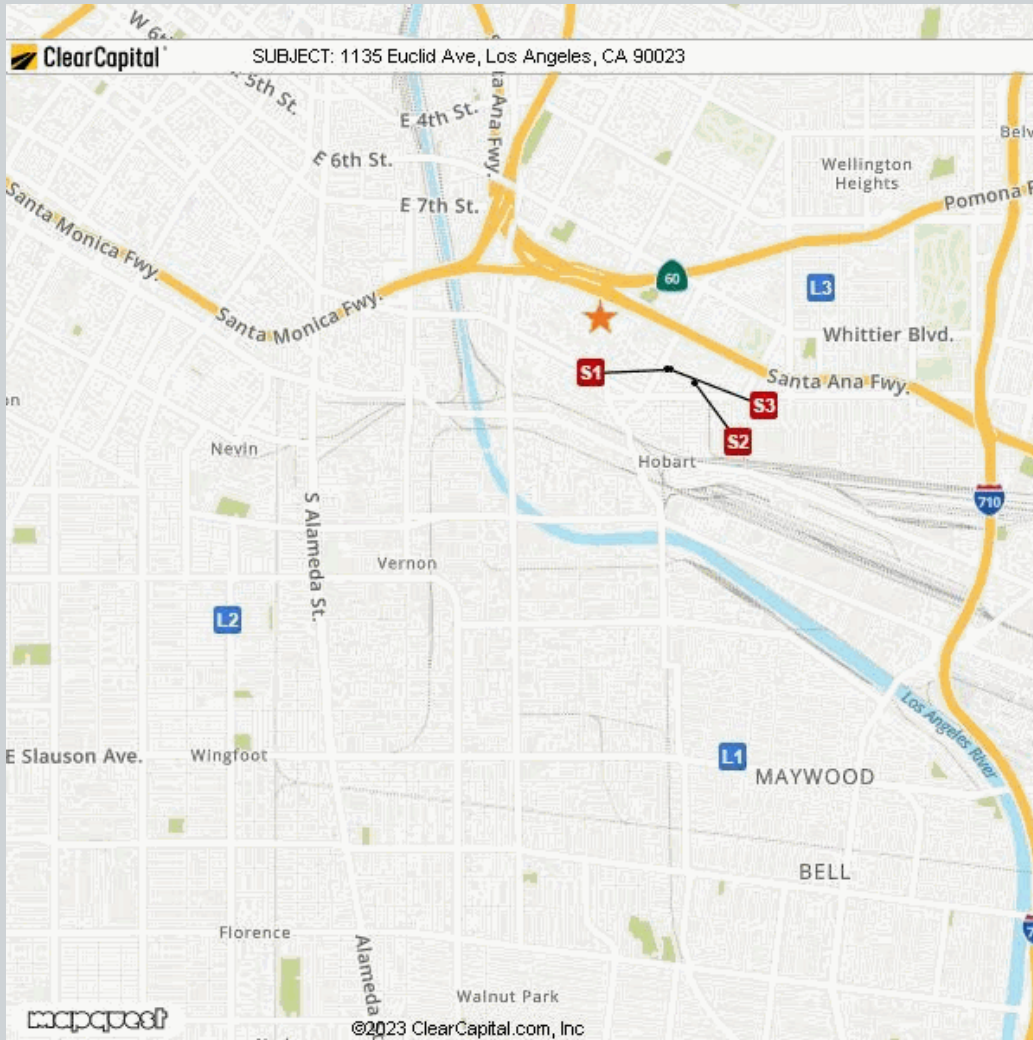 W 6th
ClearCapital
SUBJECT: 1135 Euclid Ave, Los Angeles, CA 90023
5th St.
E 4th St.
ta Ana Fwy.
E 6th St.
Wellington
Heights
E 7th St.
Pomona
Santa Monica Fwy.
60
L3
Santa Monica Fwy.
Whittier Blvd.
S1
Santa Ana Fwy.
S3
S2
Nevin
Hobart
710
S Alameda St.
Vernon
L2
Los Angeles River
E Slauson Ave.
Wingfoot
L1
MAYWOOD
BELL
Florence
Alameda
Walnut Park
mapquest
©2023 ClearCapital.com, Inc